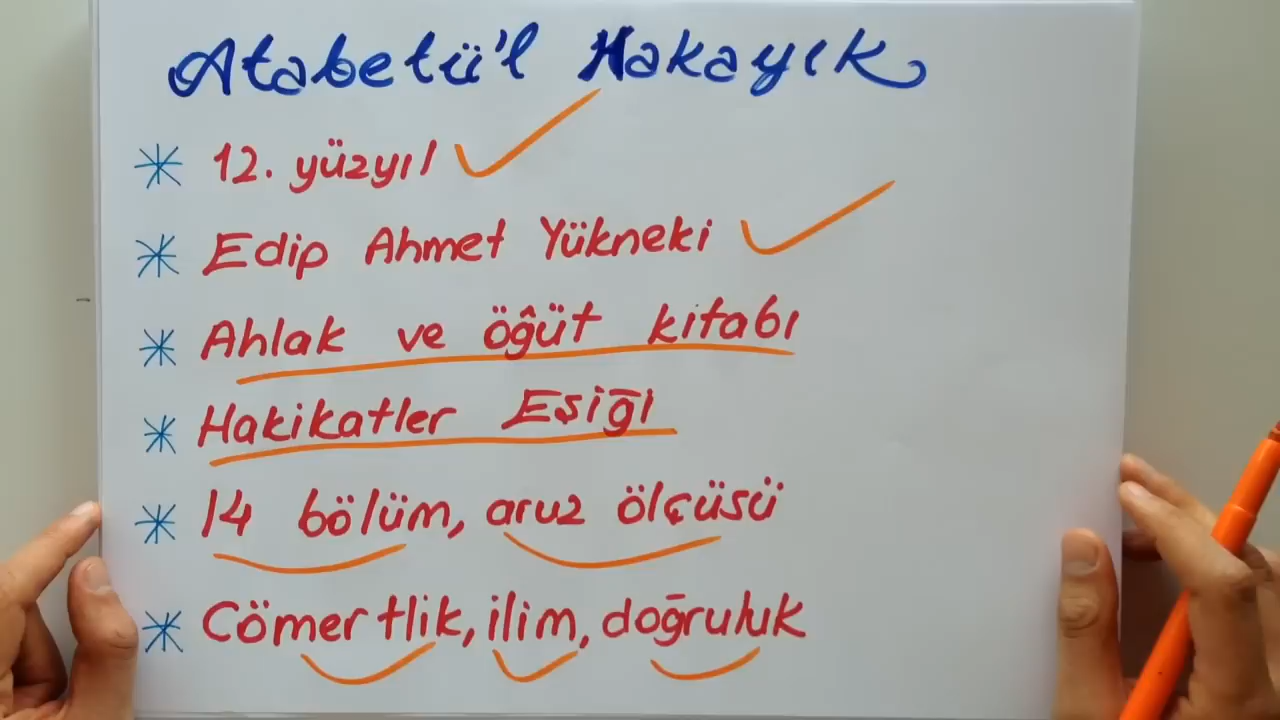 Atabetü'l Hakayık
* 12. yüzyıl
* Edip Ahmet Yükneki
* Ahlak ve öğüt kitabı
* Hakikatler Eşiği
* 14 bölüm, aruz ölçüsü
* Cömertlik, ilim, doğruluk